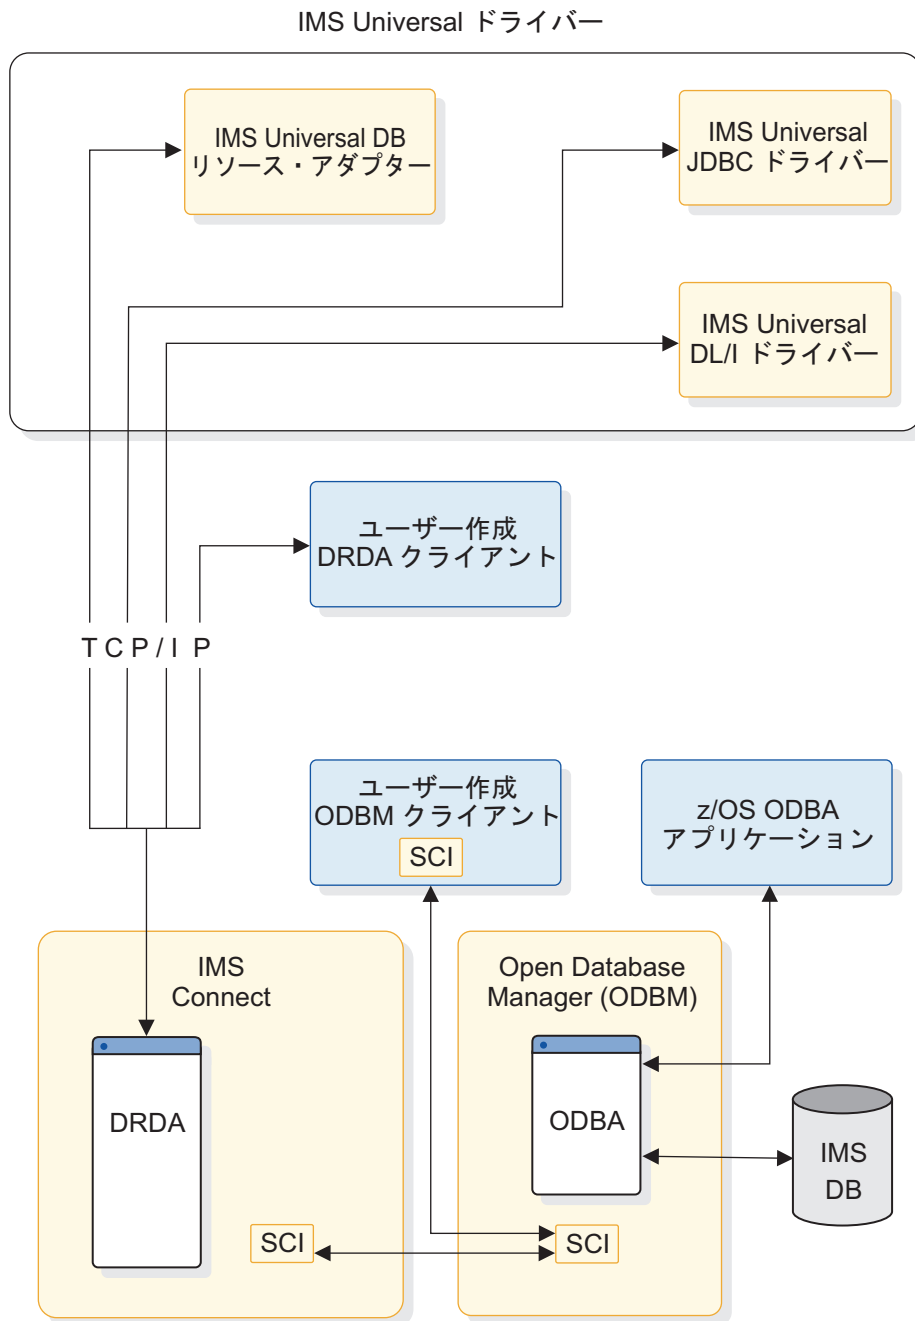 IMS Universal ドライバー
IMS Universal DB
リソース・アダプター
IMS Universal
JDBC ドライバー
IMS Universal
DL/I ドライバー
ユーザー作成
DRDA クライアント
T C P / I P
ユーザー作成
ODBM クライアント
SCI
z/OS ODBA
アプリケーション
IMS
Connect
DRDA
SCI
Open Database
Manager (ODBM)
ODBA
SCI
IMS
DB